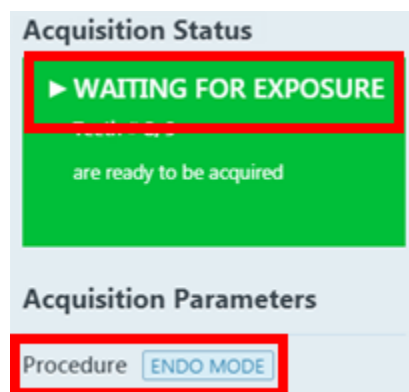 Acquisition Status
▶ WAITING FOR EXPOSURE
are ready to be acquired
Acquisition Parameters
Procedure ENDO MODE